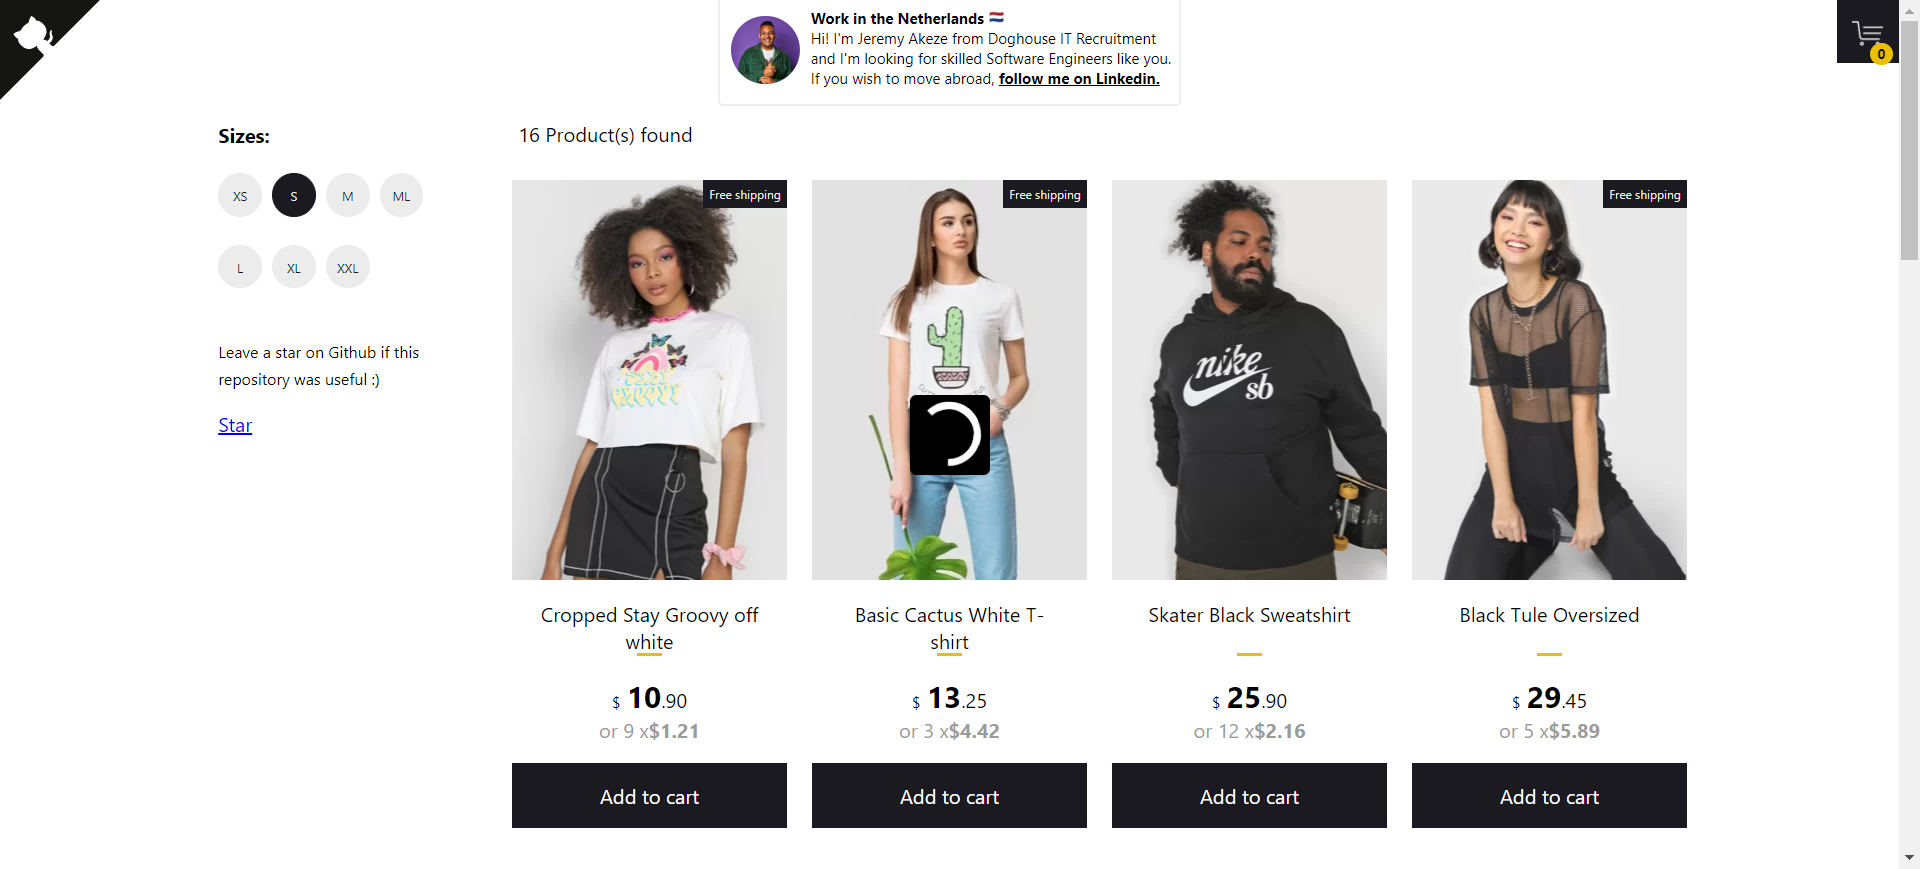 Work in the Netherlands 🇳🇱
Hi! I'm Jeremy Akeze from Doghouse IT Recruitment
and I'm looking for skilled Software Engineers like you.
If you wish to move abroad, follow me on Linkedin.
0
Sizes:
XS
S
M
ML
L
XL
XXL
Leave a star on Github if this
repository was useful :)
Star
16 Product(s) found
Free shipping
STAY
GROOVY
Cropped Stay Groovy off
white
$ 10.90
or 9 x$1.21
Add to cart
Free shipping
Basic Cactus White T-
shirt
$ 13.25
or 3 x$4.42
Add to cart
nike
sb
Skater Black Sweatshirt
$ 25.90
or 12 x$2.16
Add to cart
Free shipping
Black Tule Oversized
$ 29.45
or 5 x$5.89
Add to cart